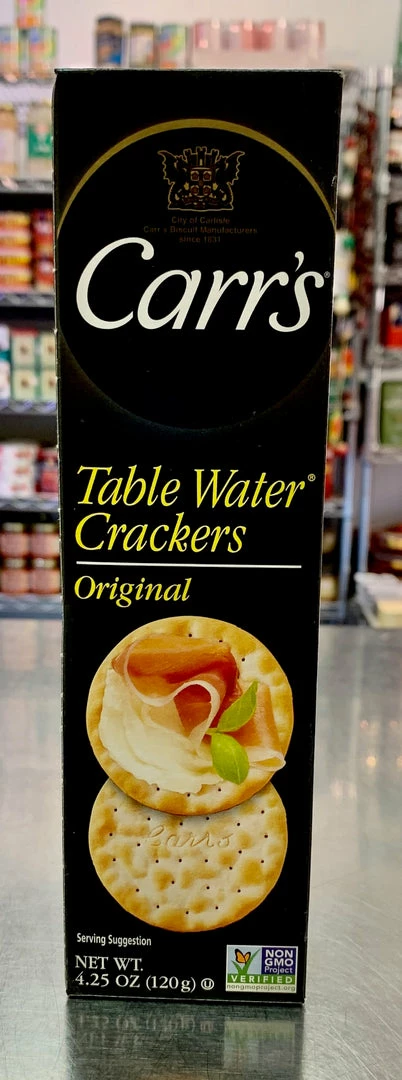 City of Carlisle
Carr's Biscuit Manufacturers
since 1831
Carr's®
Table Water®
Crackers
Original
Carr's
Serving Suggestion
NET WT.
4.25 OZ (120g) Ⓤ
NON
GMO
Project
VERIFIED
nongmoproject.org